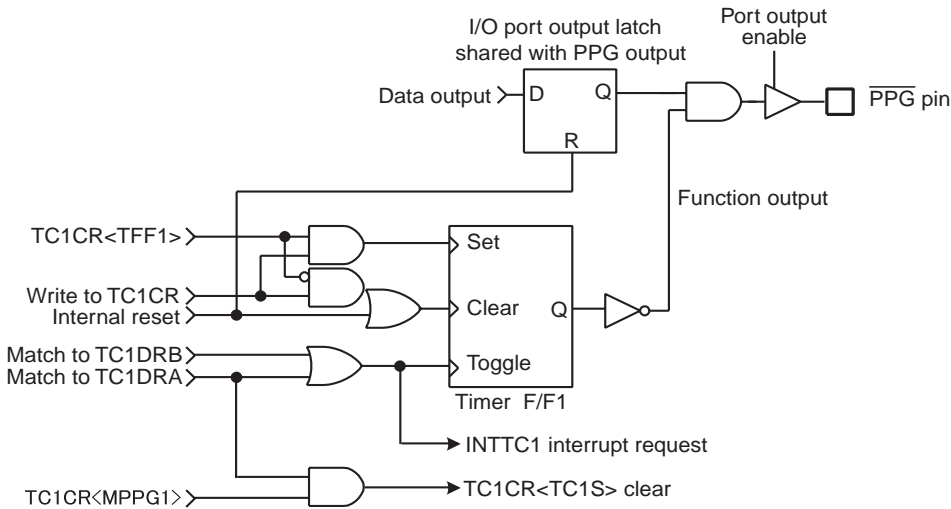 I/O port output latch
shared with PPG output
Port output
enable
Data output
D
Q
R
PPG pin
Function output
TC1CR<TFF1>
Set
Write to TC1CR
Internal reset
Clear
Q
Match to TC1DRB
Match to TC1DRA
Toggle
Timer F/F1
INTTC1 interrupt request
TC1CR<TC1S> clear
TC1CR<MPPG1>